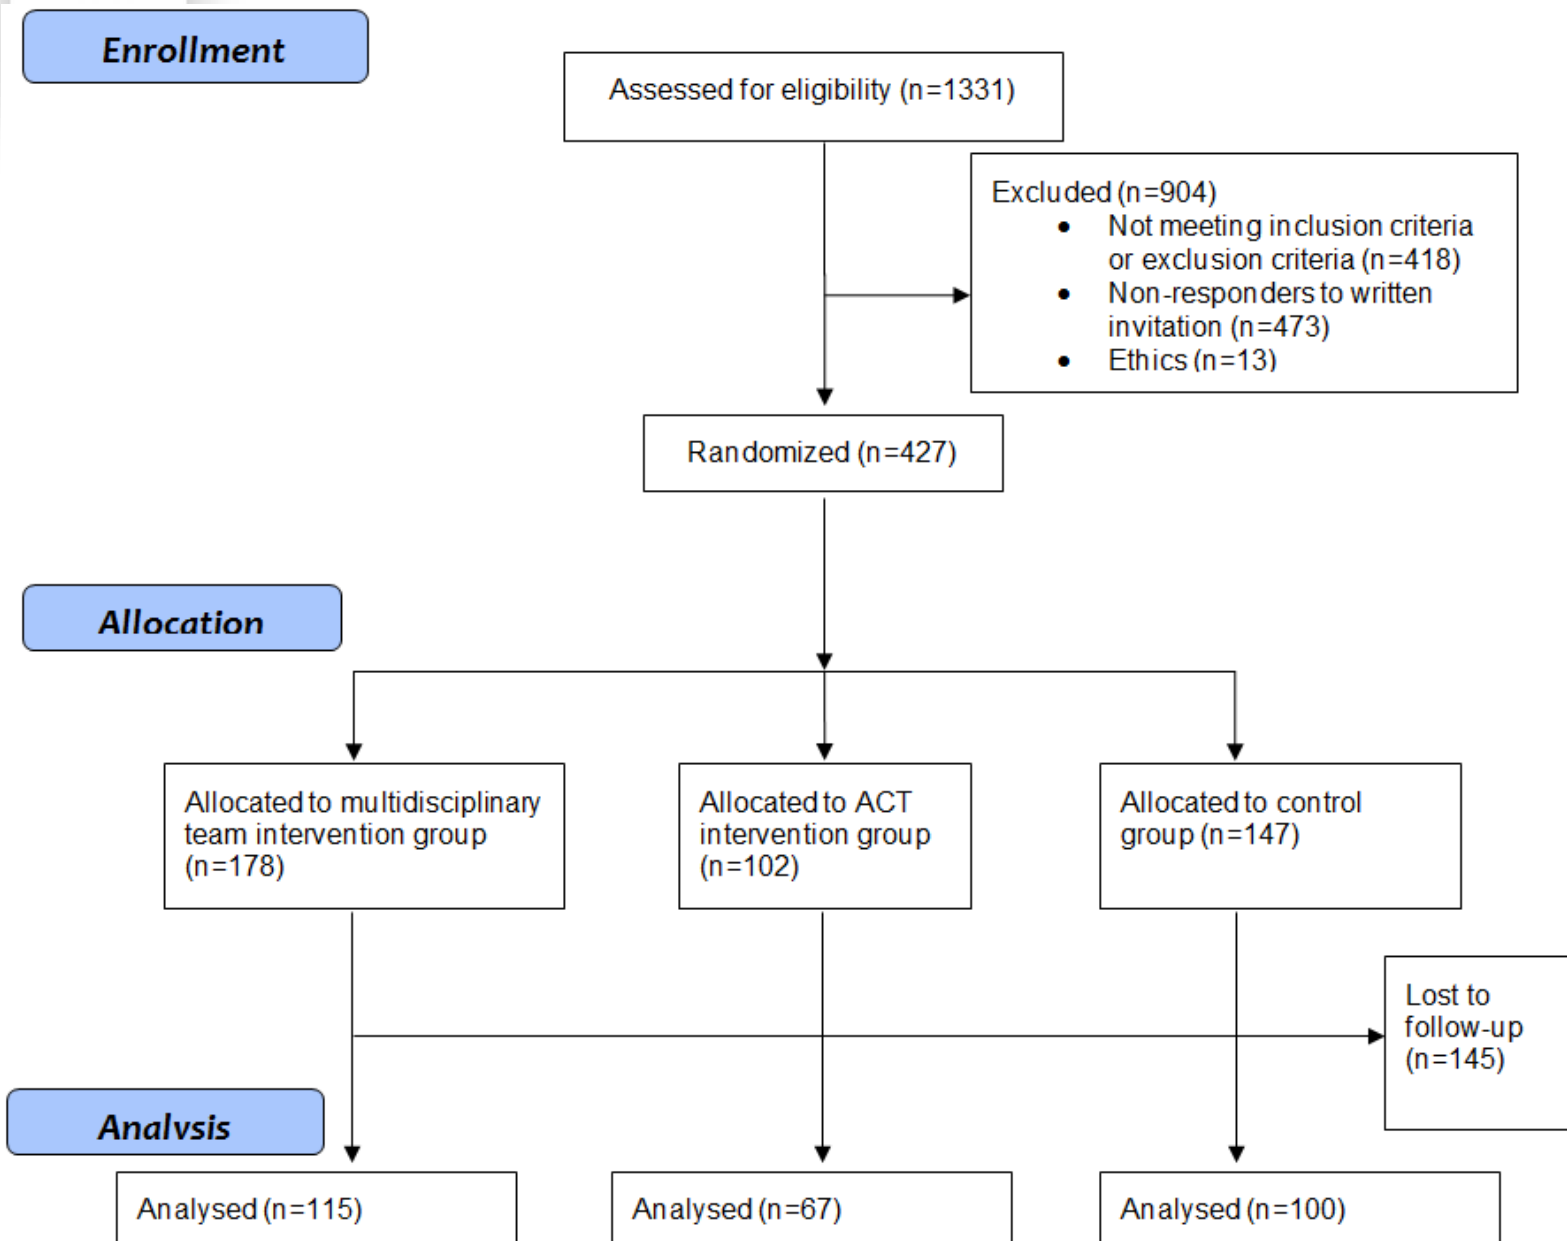 Enrollment
Assessed for eligibility (n=1331)
Excluded (n=904)
• Not meeting inclusion criteria
or exclusion criteria (n=418)
• Non-responders to written
invitation (n=473)
• Ethics (n=13)
Randomized (n=427)
Allocation
Allocated to multidisciplinary
team intervention group
(n=178)
Allocated to ACT
intervention group
(n=102)
Allocated to control
group (n=147)
Lost to
follow-up
(n=145)
Analysis
Analysed (n=115)
Analysed (n=67)
Analysed (n=100)